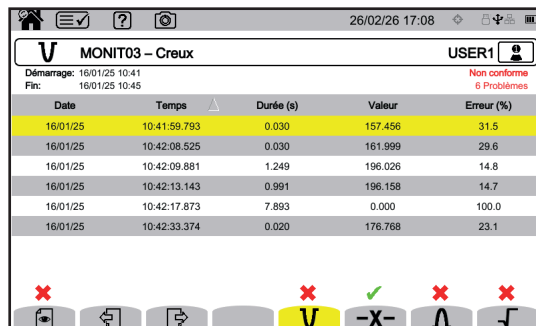 26/02/26 17:08
MONIT03 – Creux USER1
Démarrage: 16/01/25 10:41 Non conforme
Fin: 16/01/25 10:45 6 Problèmes
Date Temps Durée (s) Valeur Erreur (%)
16/01/25 10:41:59.793 0.030 157.456 31.5
16/01/25 10:42:08.525 0.030 161.999 29.6
16/01/25 10:42:09.881 1.249 196.026 14.8
16/01/25 10:42:13.143 0.991 196.158 14.7
16/01/25 10:42:17.873 7.893 0.000 100.0
16/01/25 10:42:33.374 0.020 176.768 23.1